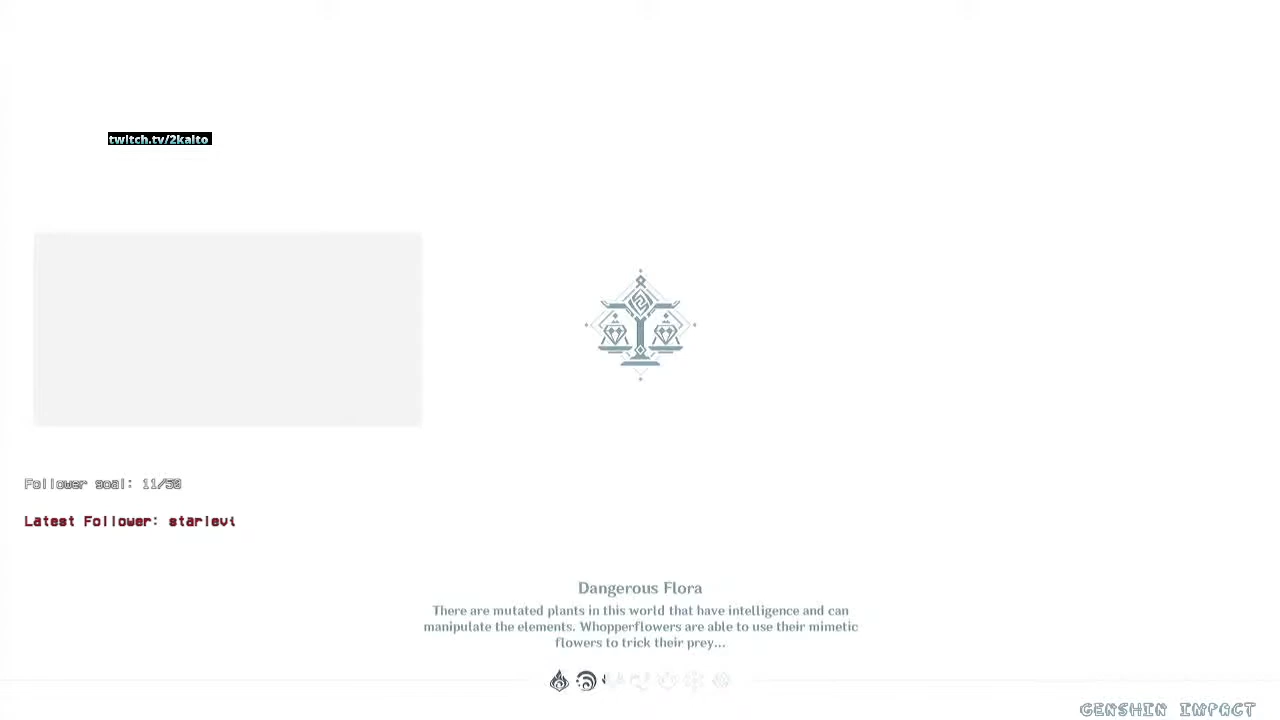 twitch.tv/2kaito
Follower goal: 11/50
Latest Follower: starlevi
Dangerous Flora
There are mutated plants in this world that have intelligence and can
manipulate the elements. Whopperflowers are able to use their mimetic
flowers to trick their prey...
GENSHIN IMPACT